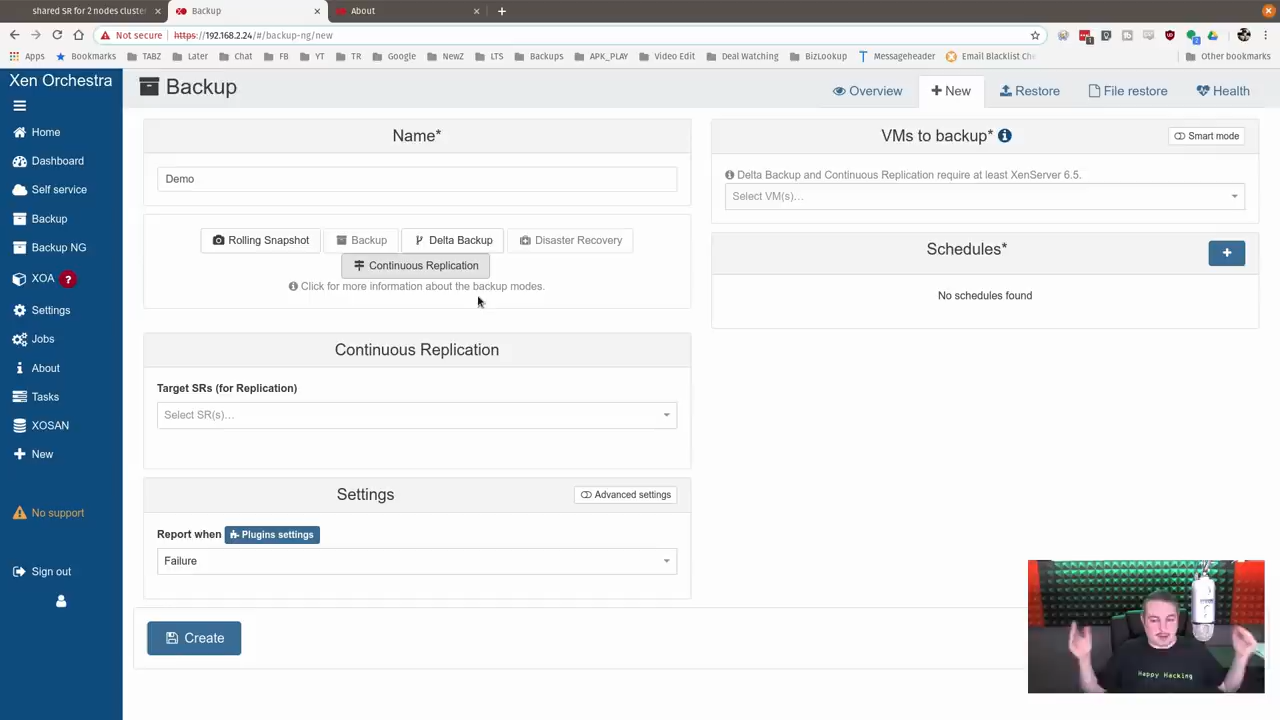 shared SR for 2 nodes cluster
Backup
About
Not secure
https://192.168.2.24/#/backup-ng/new
Apps
Bookmarks
TABZ
Later
Chat
FB
YT
TR
Google
NewZ
LTS
Backups
APK_PLAY
Video Edit
Deal Watching
BizLookup
Messageheader
Email Blacklist Che
Other bookmarks
Xen Orchestra
Home
Dashboard
Self service
Backup
Backup NG
XOA ?
Settings
Jobs
About
Tasks
XOSAN
New
No support
Sign out
Backup
Overview
New
Restore
File restore
Health
Name*
Demo
Rolling Snapshot
Backup
Delta Backup
Disaster Recovery
Continuous Replication
Click for more information about the backup modes.
Continuous Replication
Target SRs (for Replication)
Select SR(s)...
Settings
Advanced settings
Report when
Plugins settings
Failure
Create
VMs to backup*
Smart mode
Delta Backup and Continuous Replication require at least XenServer 6.5.
Select VM(s)...
Schedules*
No schedules found
Happy Hacking